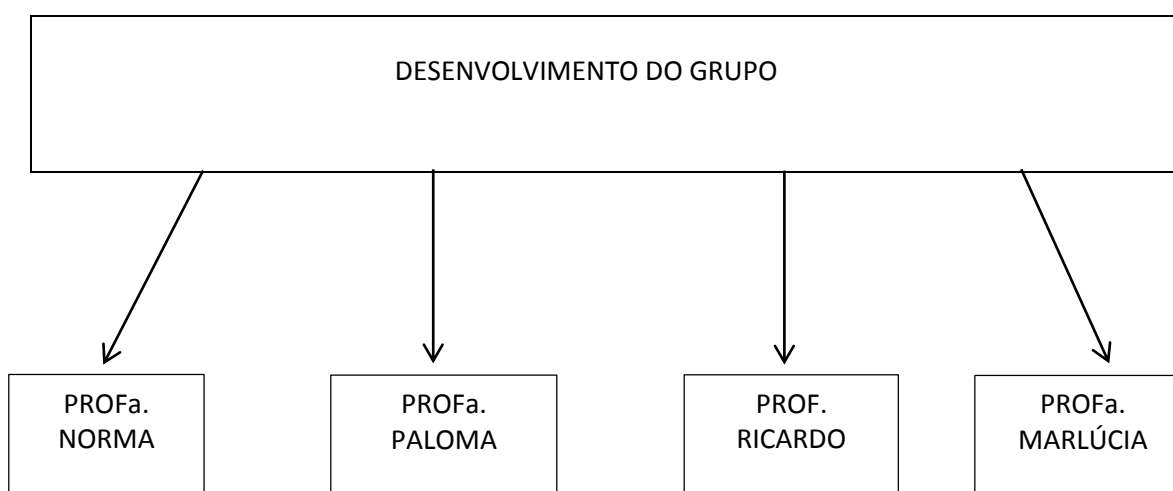 DESENVOLVIMENTO DO GRUPO
PROFa.
NORMA
PROFa.
PALOMA
PROF.
RICARDO
PROFa.
MARLÚCIA